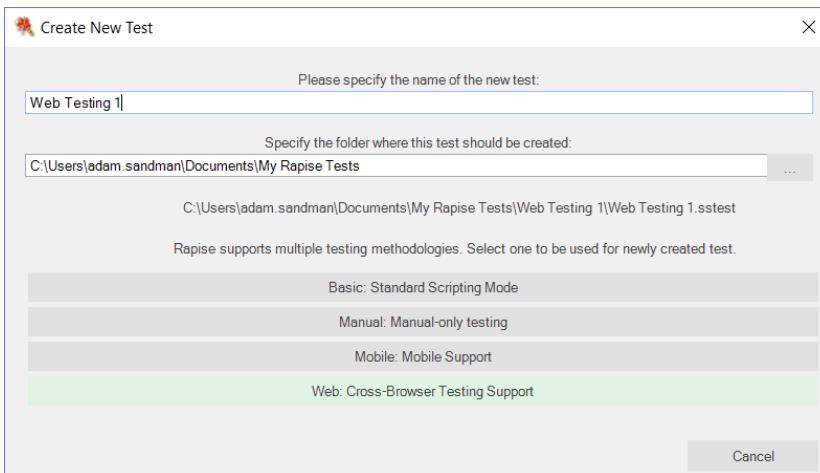 Create New Test
Please specify the name of the new test:
Web Testing 1
Specify the folder where this test should be created:
C:\Users\adam.sandman\Documents\My Rapise Tests
...
C:\Users\adam.sandman\Documents\My Rapise Tests\Web Testing 1\Web Testing 1.sstest
Rapise supports multiple testing methodologies. Select one to be used for newly created test.
Basic: Standard Scripting Mode
Manual: Manual-only testing
Mobile: Mobile Support
Web: Cross-Browser Testing Support
Cancel